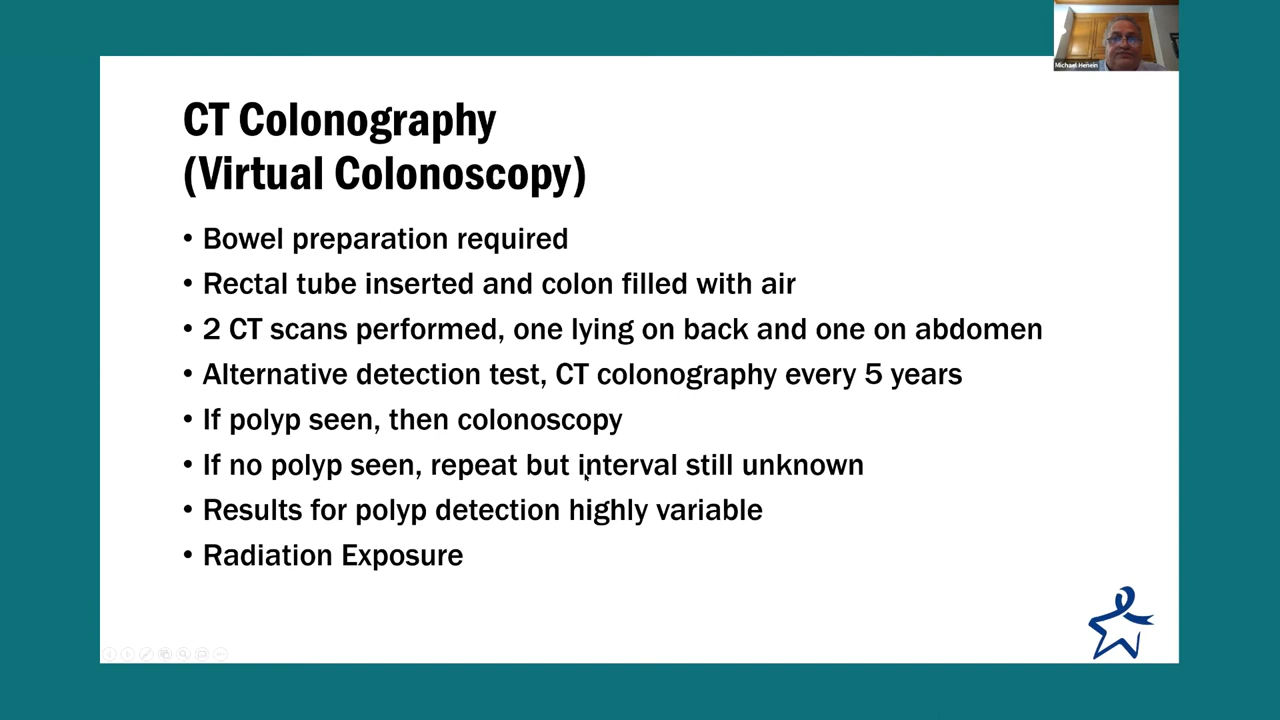 Michael Henein
CT Colonography
(Virtual Colonoscopy)
• Bowel preparation required
• Rectal tube inserted and colon filled with air
• 2 CT scans performed, one lying on back and one on abdomen
• Alternative detection test, CT colonography every 5 years
• If polyp seen, then colonoscopy
• If no polyp seen, repeat but interval still unknown
• Results for polyp detection highly variable
• Radiation Exposure